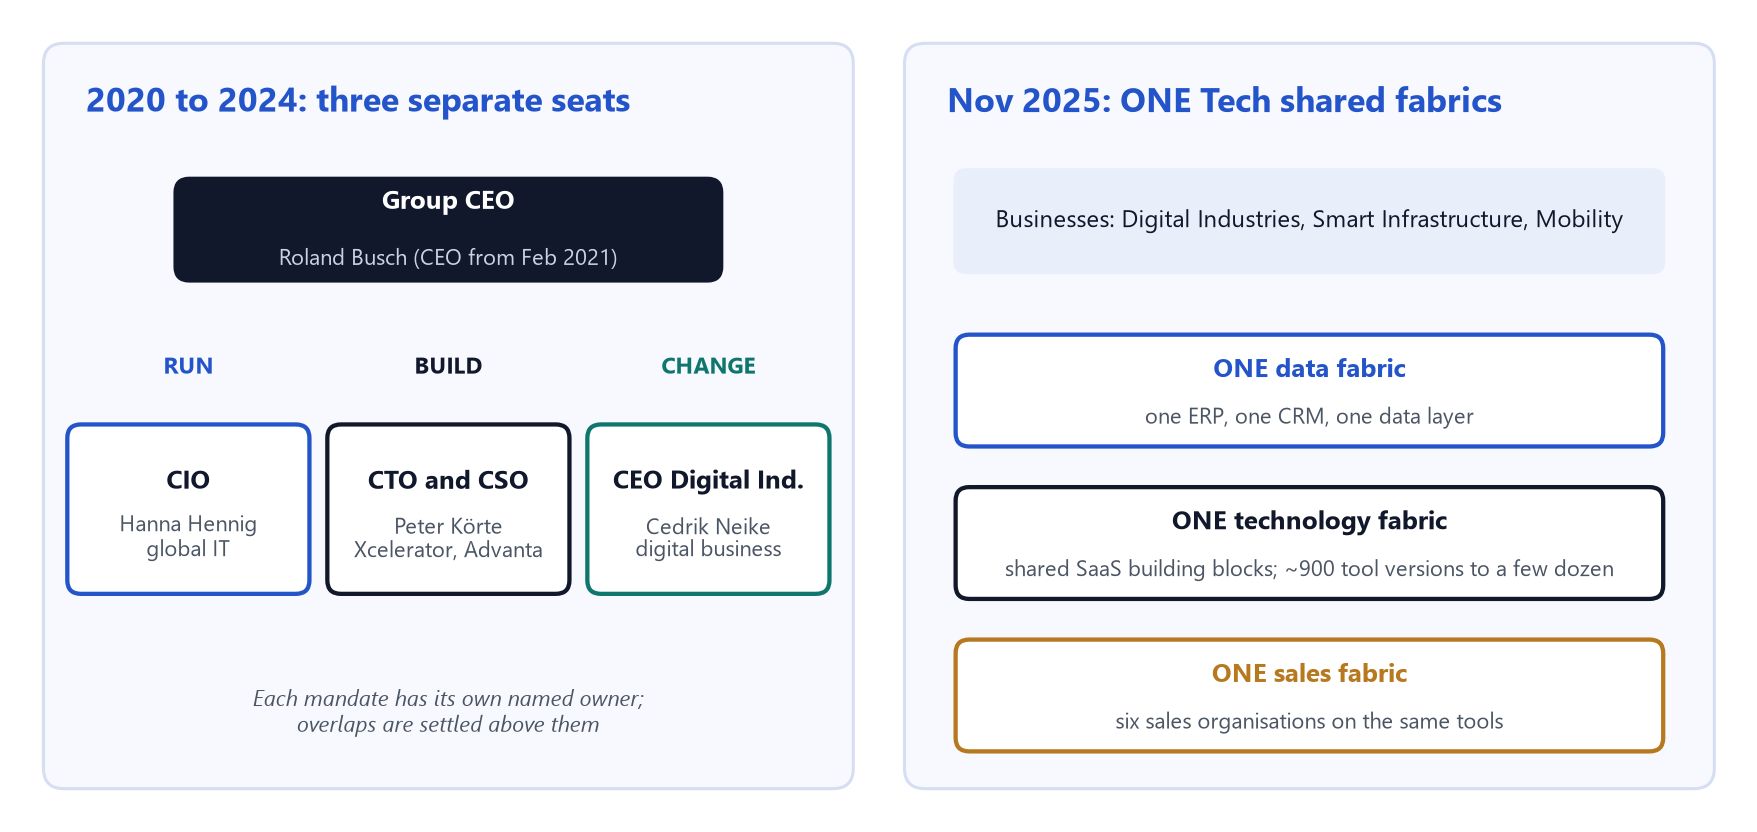 2020 to 2024: three separate seats
Group CEO
Roland Busch (CEO from Feb 2021)
RUN
BUILD
CHANGE
CIO
Hanna Hennig
global IT
CTO and CSO
Peter Körte
Xcelerator, Advanta
CEO Digital Ind.
Cedrik Neike
digital business
Each mandate has its own named owner;
overlaps are settled above them
Nov 2025: ONE Tech shared fabrics
Businesses: Digital Industries, Smart Infrastructure, Mobility
ONE data fabric
one ERP, one CRM, one data layer
ONE technology fabric
shared SaaS building blocks; ~900 tool versions to a few dozen
ONE sales fabric
six sales organisations on the same tools